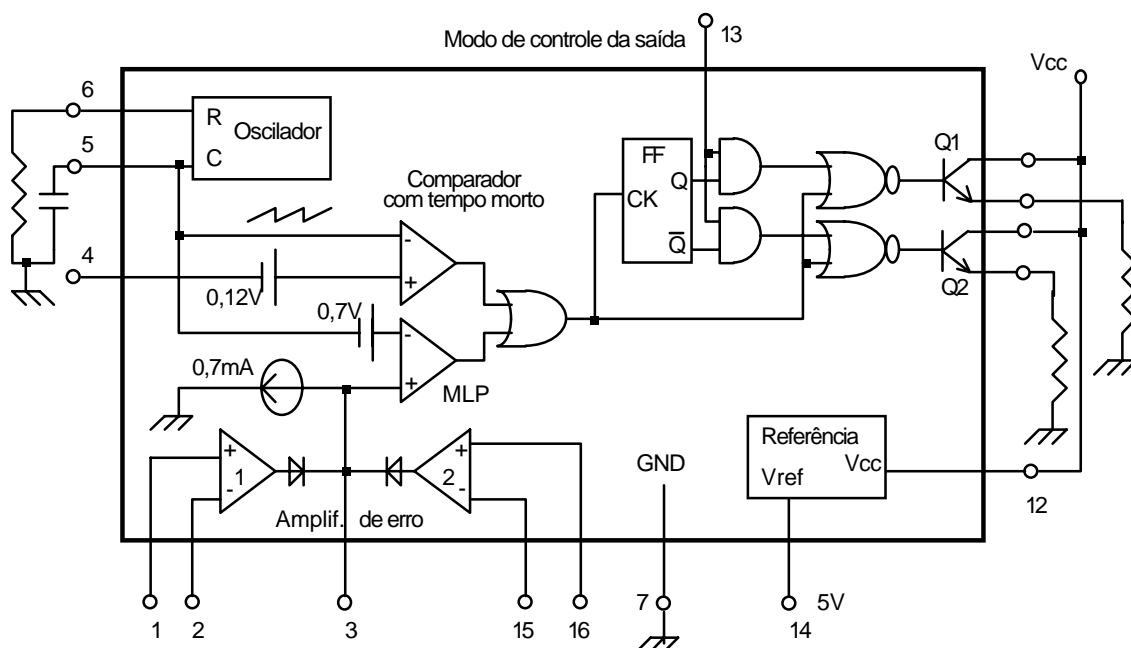 Modo de controle da saída
13
Vcc
6
R
Oscilador
5
C
FF
Q1
Q
CK
Comparador
com tempo morto
-
+
Q̅
4
0,12V
Q2
0,7V
-
+
0,7mA
MLP
Referência
Vcc
Vref
GND
+
1
-
+
2
-
12
Amplif. de erro
7
5V
1
2
3
15
16
14